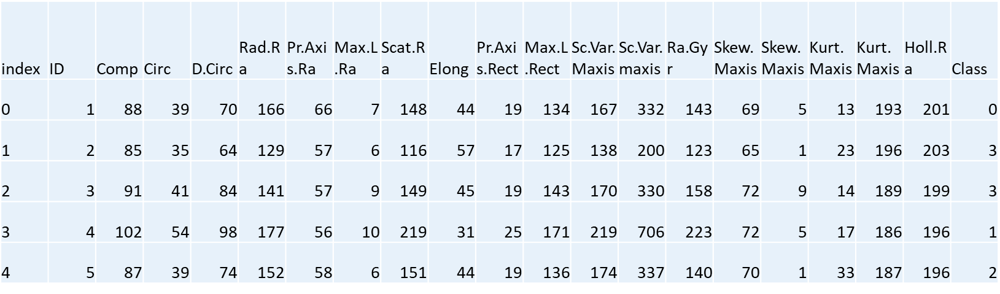 Rad.R Pr.Axi Max.L Scat.R Pr.Axi Max.L Sc.Var. Sc.Var. Ra.Gy Skew. Skew. Kurt. Kurt. Holl.R
index ID Comp Circ D.Circ a s.Ra .Ra a Elong s.Rect .Rect Maxis maxis r Maxis Maxis Maxis Maxis a Class
0 1 88 39 70 166 66 7 148 44 19 134 167 332 143 69 5 13 193 201 0
1 2 85 35 64 129 57 6 116 57 17 125 138 200 123 65 1 23 196 203 3
2 3 91 41 84 141 57 9 149 45 19 143 170 330 158 72 9 14 189 199 3
3 4 102 54 98 177 56 10 219 31 25 171 219 706 223 72 5 17 186 196 1
4 5 87 39 74 152 58 6 151 44 19 136 174 337 140 70 1 33 187 196 2